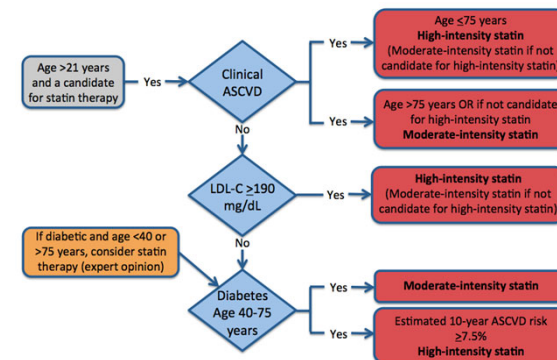 Age >21 years
and a candidate
for statin therapy
Yes
Clinical
ASCVD
Yes
Age ≤75 years
High-intensity statin
(Moderate-intensity statin if not
candidate for high-intensity statin)
Yes
Age >75 years OR if not candidate
for high-intensity statin
Moderate-intensity statin
No
LDL-C ≥190
mg/dL
Yes
High-intensity statin
(Moderate-intensity statin if not
candidate for high-intensity statin)
No
If diabetic and age <40 or
>75 years, consider statin
therapy (expert opinion)
Diabetes
Age 40-75
years
Yes
Moderate-intensity statin
Yes
Estimated 10-year ASCVD risk
≥7.5%
High-intensity statin